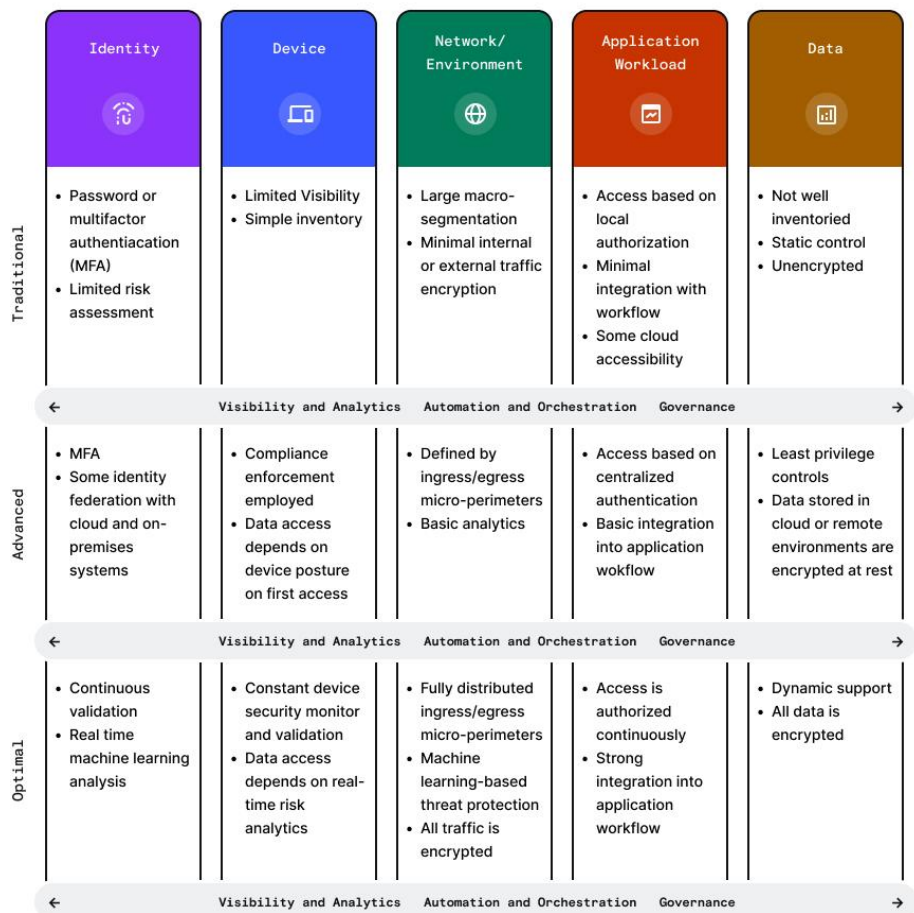 Identity
Device
Network/
Environment
Application
Workload
Data
Traditional
• Password or
multifactor
authentiacation
(MFA)
• Limited risk
assessment
• Limited Visibility
• Simple inventory
• Large macro-
segmentation
• Minimal internal
or external traffic
encryption
• Access based on
local
authorization
• Minimal
integration with
workflow
• Some cloud
accessibility
• Not well
inventoried
• Static control
• Unencrypted
← Visibility and Analytics Automation and Orchestration Governance →
Advanced
• MFA
• Some identity
federation with
cloud and on-
premises
systems
• Compliance
enforcement
employed
• Data access
depends on
device posture
on first access
• Defined by
ingress/egress
micro-perimeters
• Basic analytics
• Access based on
centralized
authentication
• Basic integration
into application
wokflow
• Least privilege
controls
• Data stored in
cloud or remote
environments are
encrypted at rest
← Visibility and Analytics Automation and Orchestration Governance →
Optimal
• Continuous
validation
• Real time
machine learning
analysis
• Constant device
security monitor
and validation
• Data access
depends on real-
time risk
analytics
• Fully distributed
ingress/egress
micro-perimeters
• Machine
learning-based
threat protection
• All traffic is
encrypted
• Access is
authorized
continuously
• Strong
integration into
application
workflow
• Dynamic support
• All data is
encrypted
← Visibility and Analytics Automation and Orchestration Governance →